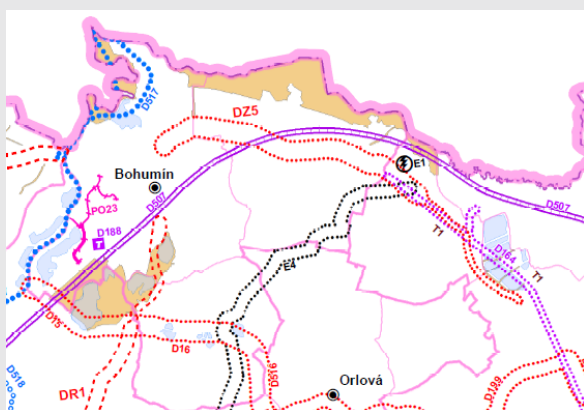 D517
DZ5
E1
Bohumín
PO23
D507
D188
T1
D507
D164
T1
E4
D15
D16
D516
DR1
D518
Orlová
D199